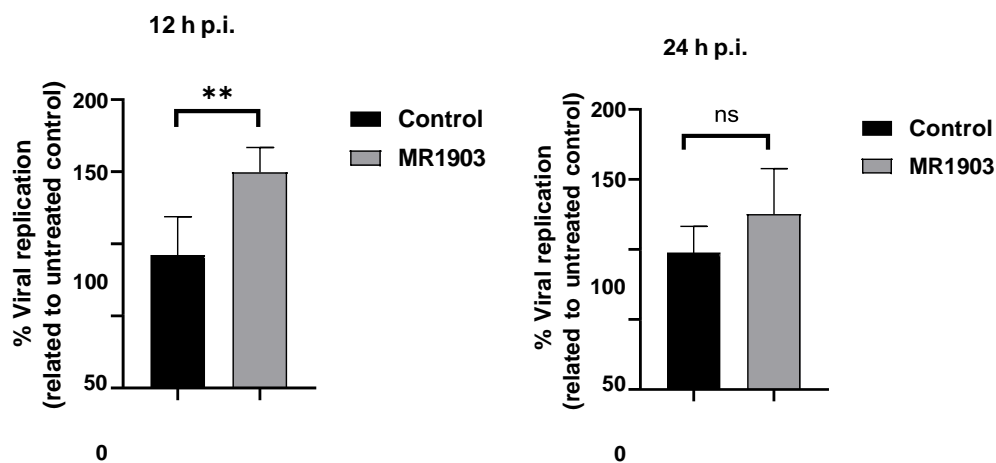 12 h p.i.
% Viral replication
(related to untreated control)
200
150
100
50
0
**
Control
MR1903
24 h p.i.
% Viral replication
(related to untreated control)
200
150
100
50
0
ns
Control
MR1903